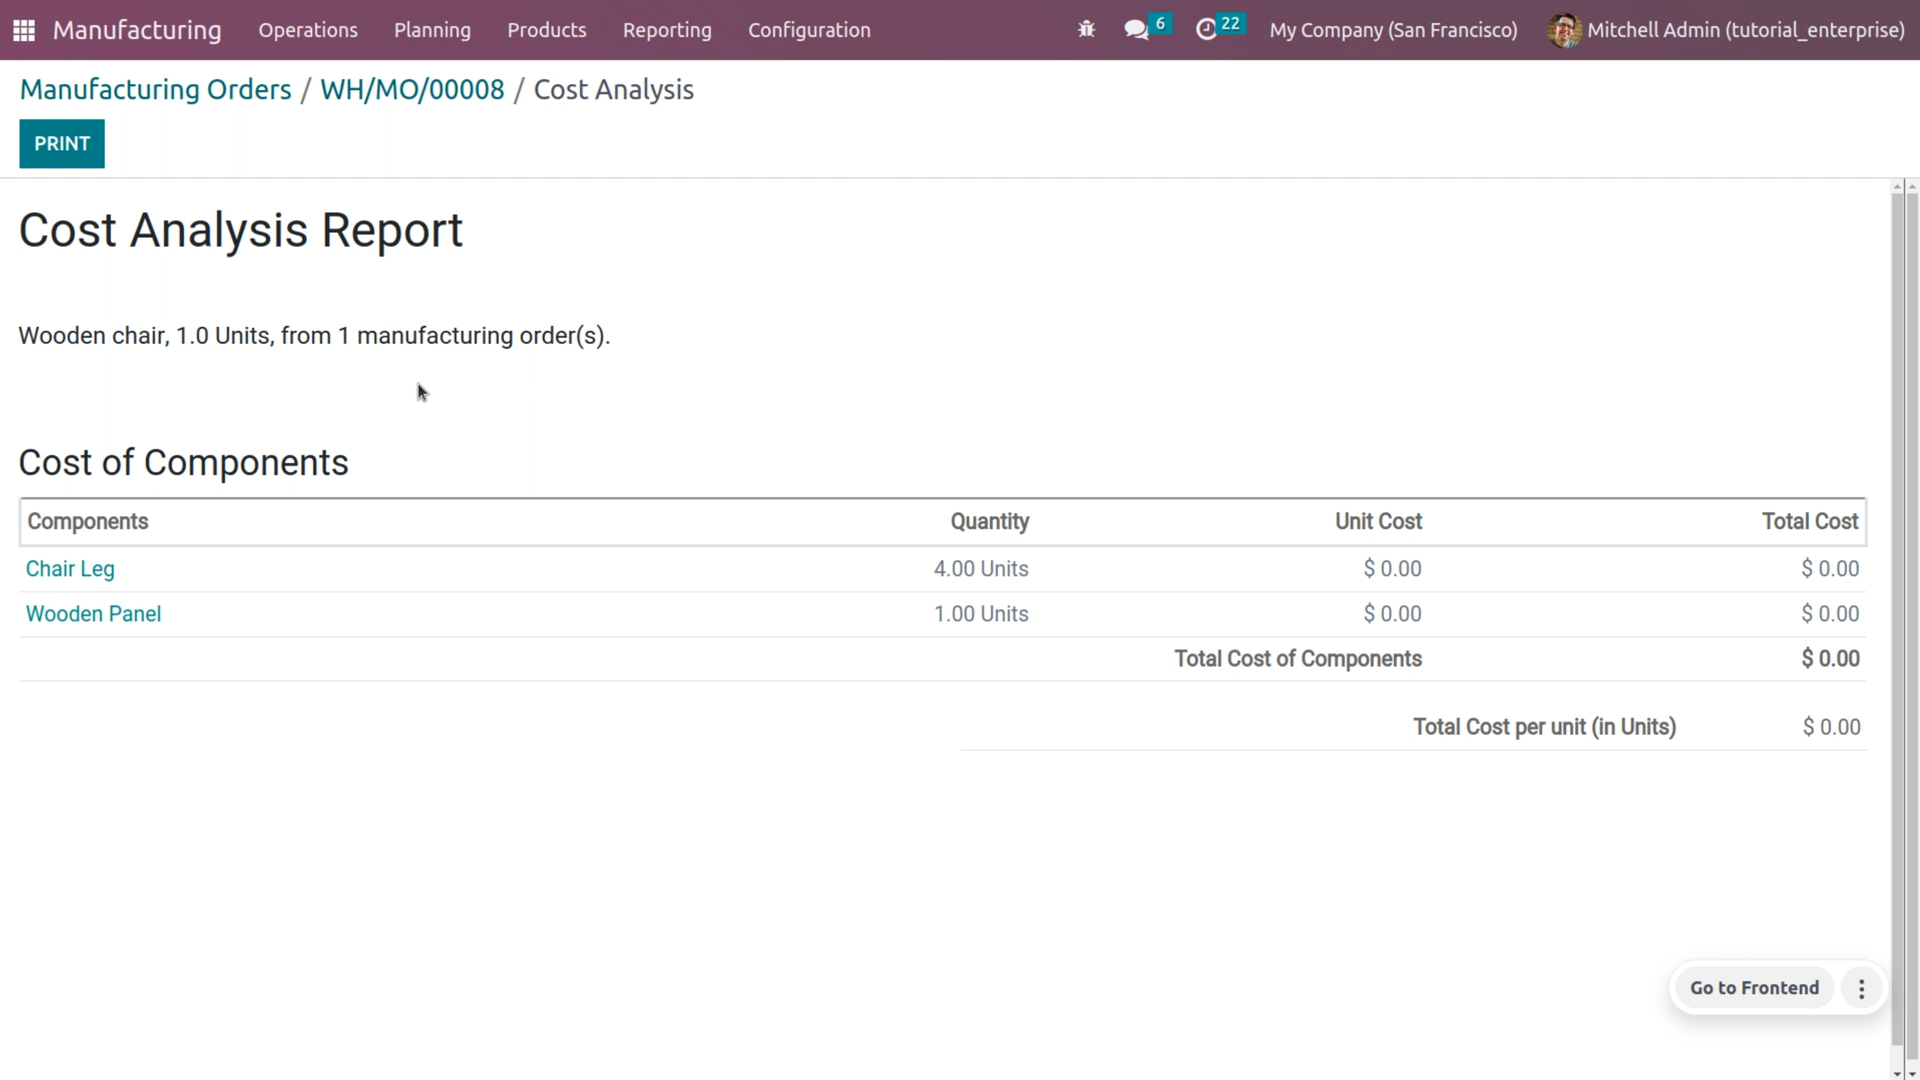 Manufacturing Operations Planning Products Reporting Configuration 6 22 My Company (San Francisco) Mitchell Admin (tutorial_enterprise)
Manufacturing Orders / WH/MO/00008 / Cost Analysis
PRINT
Cost Analysis Report
Wooden chair, 1.0 Units, from 1 manufacturing order(s).
Cost of Components
Components Quantity Unit Cost Total Cost
Chair Leg 4.00 Units $ 0.00 $ 0.00
Wooden Panel 1.00 Units $ 0.00 $ 0.00
Total Cost of Components $ 0.00
Total Cost per unit (in Units) $ 0.00
Go to Frontend